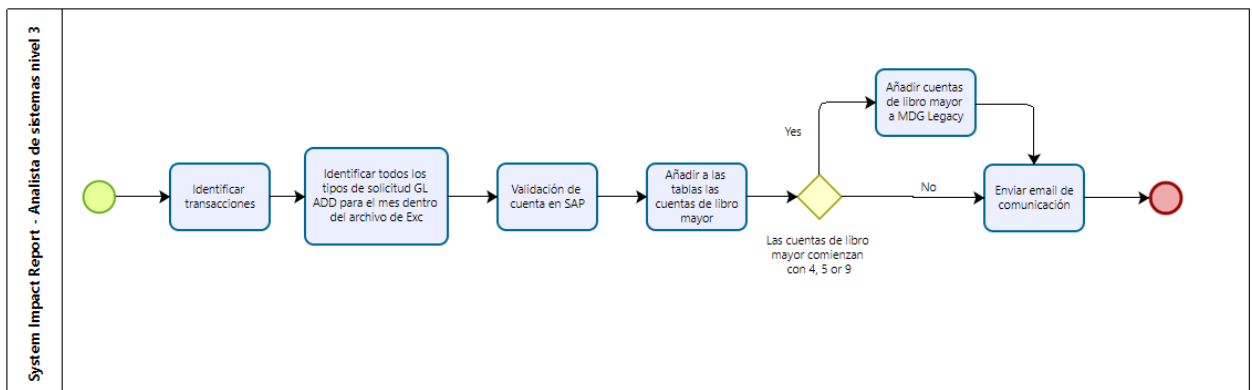 System Impact Report - Analista de sistemas nivel 3
Identificar
transacciones
Identificar todos los
tipos de solicitud GL
ADD para el mes dentro
del archivo de Exc
Validación de
cuenta en SAP
Añadir a las
tablas las
cuentas de libro
mayor
Las cuentas de libro
mayor comienzan
con 4, 5 or 9
Yes
Añadir cuentas
de libro mayor
a MDG Legacy
No
Enviar email de
comunicación